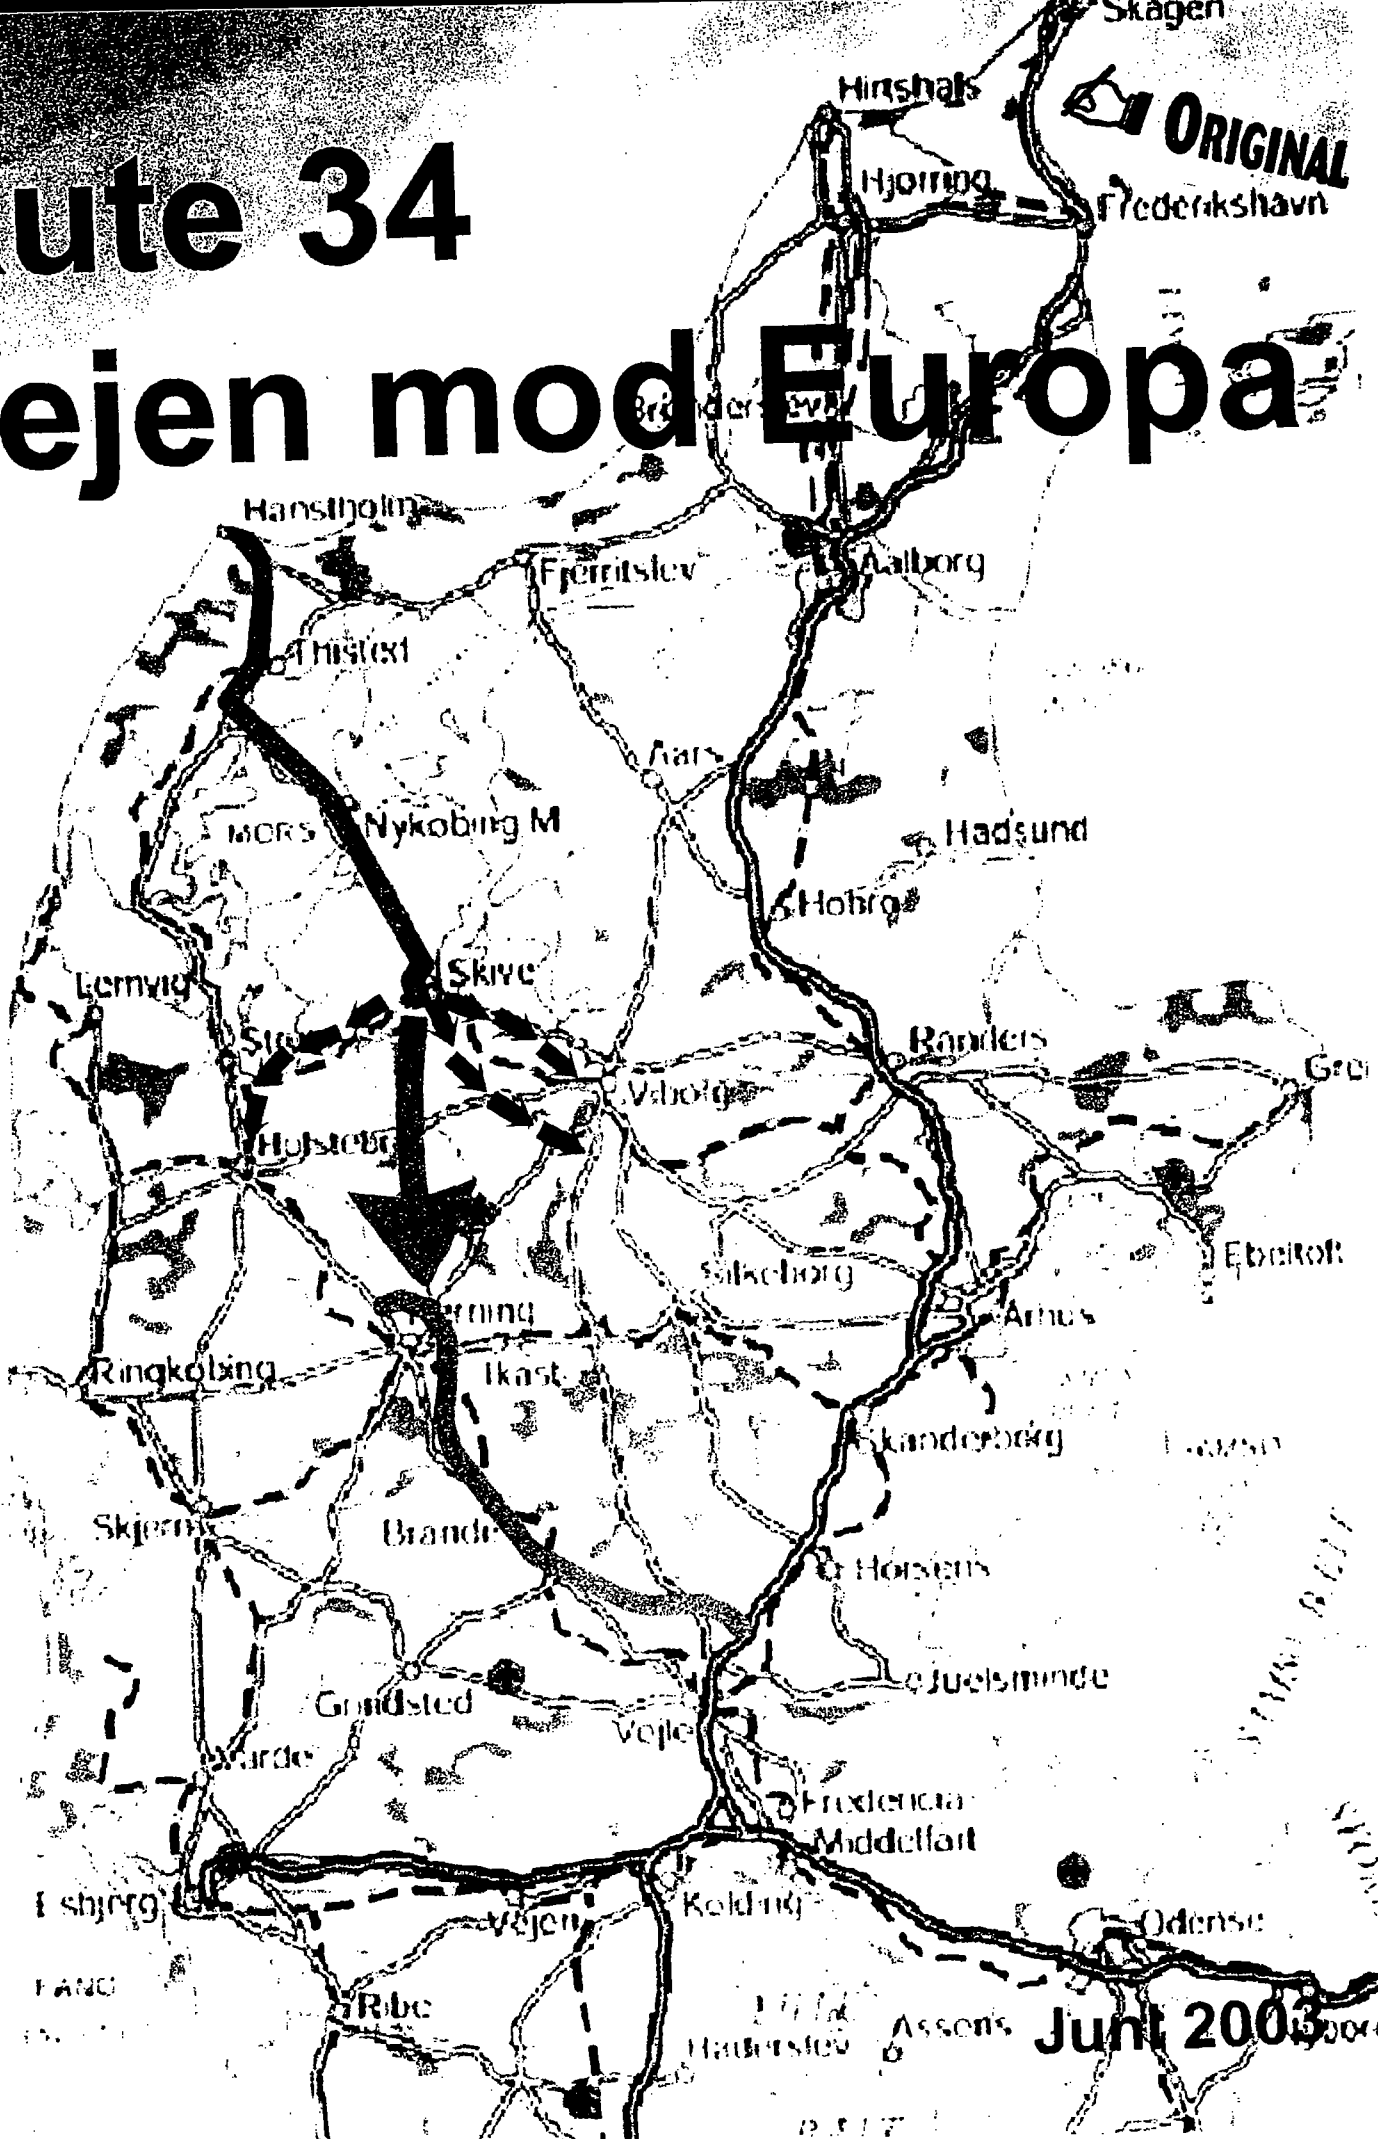 Skagen
Hirtshals
ORIGINAL
Hjørring
Frederikshavn
ute 34
ejen mod Europa
Hanstholm
Fjerritslev
Aalborg
Thisted
Aars
MORS
Nykøbing M
Hadsund
Hobro
Skive
Lemvig
Randers
Viborg
Holstebro
Silkeborg
Ebeltoft
Århus
Ringkøbing
Ikast
Skanderborg
Skjern
Brande
Horsens
Juelsminde
Grindsted
Vejle
Varde
Fredericia
Middelfart
Esbjerg
Vejen
Kolding
Odense
FANØ
Ribe
Assens
Juni 2003
Haderslev